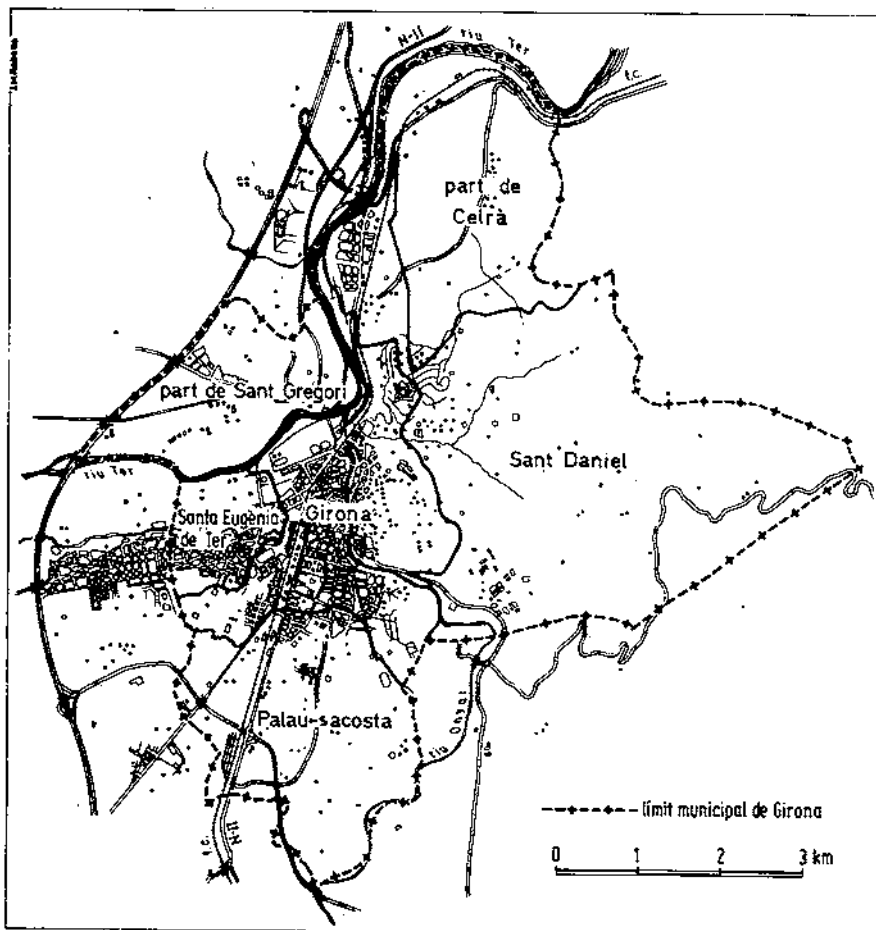 N-II
riu Ter
f.c.
part de
Celrà
part de Sant Gregori
riu Ter
Sant Daniel
Santa Eugènia
de Ter
Girona
Palau-sacosta
riu Onyar
f.c.
N-II
límit municipal de Girona
0 1 2 3 km